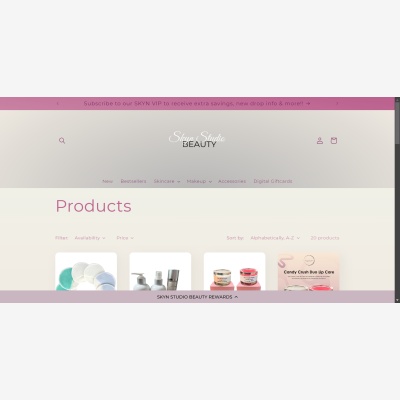 Subscribe to our SKYN VIP to receive extra savings, new drop info & more!! →
Skyn Studio
BEAUTY
New Bestsellers Skincare Makeup Accessories Digital Giftcards
Products
Filter: Availability Price Sort by: Alphabetically, A-Z 20 products
Candy Crush Duo Lip Care
SKYN STUDIO BEAUTY REWARDS